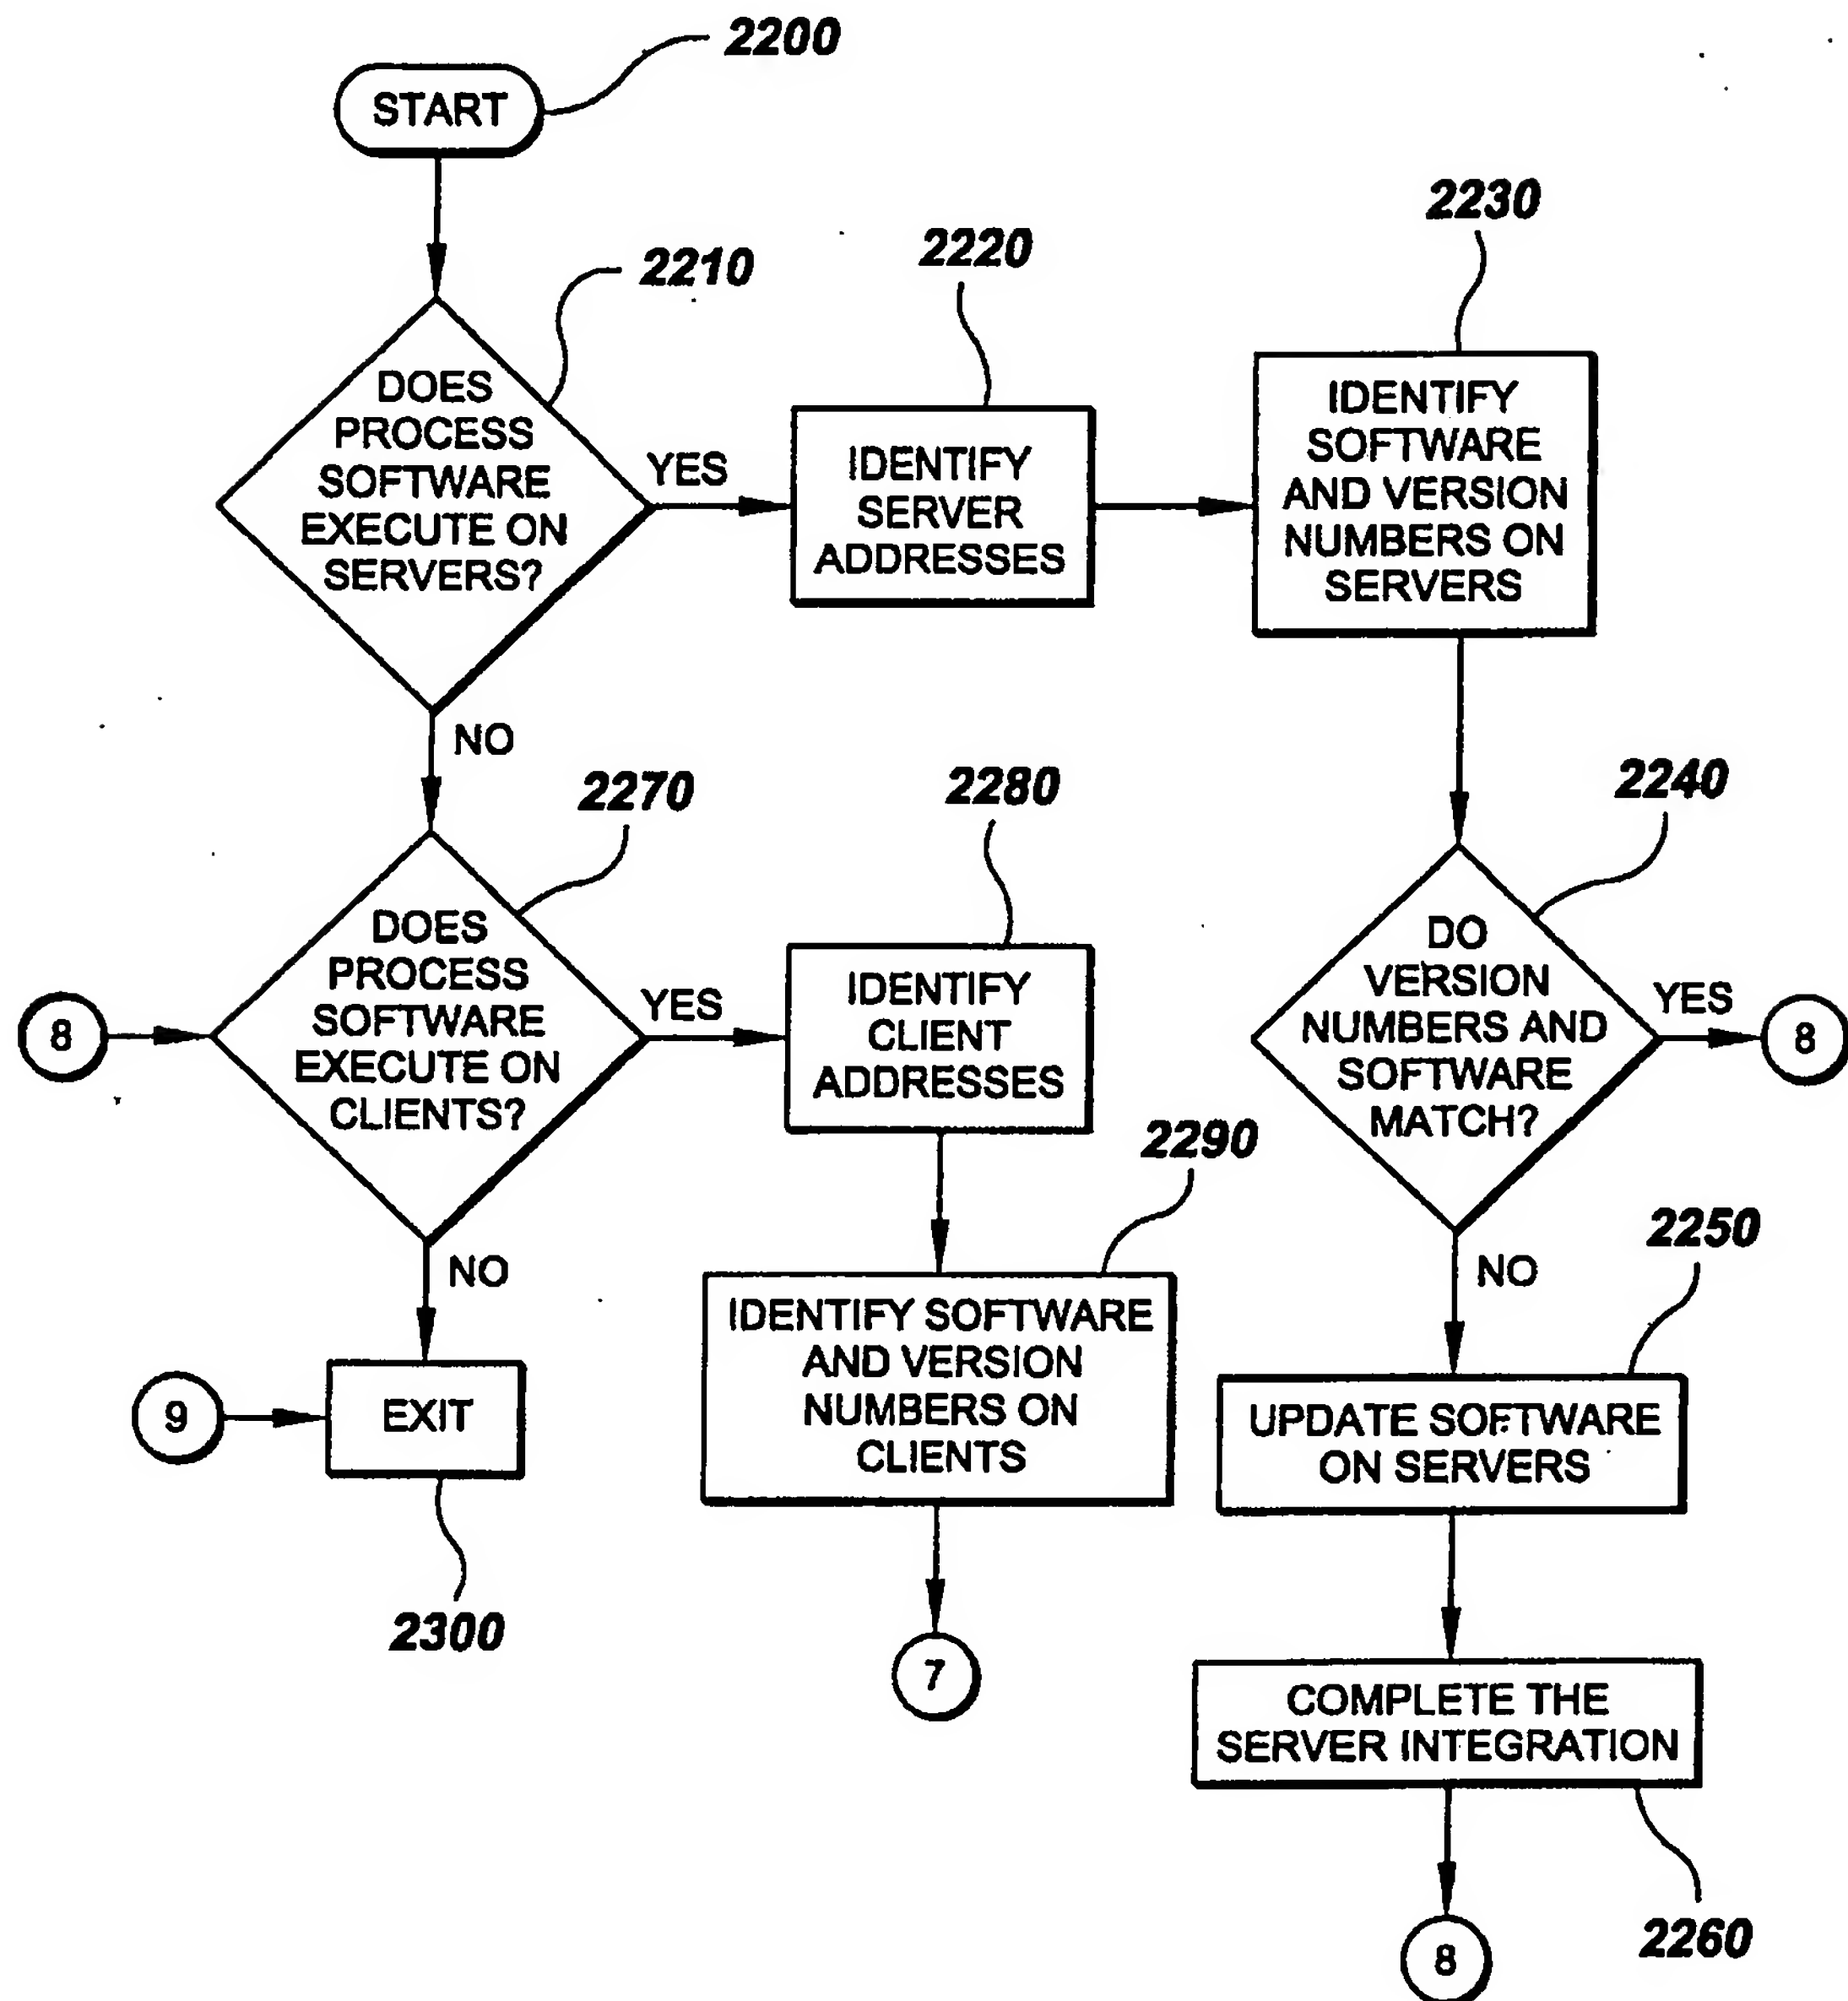 2200
START
2210
2220
2230
DOES
PROCESS
SOFTWARE
EXECUTE ON
SERVERS?
YES
IDENTIFY
SERVER
ADDRESSES
IDENTIFY
SOFTWARE
AND VERSION
NUMBERS ON
SERVERS
NO
2270
2280
2240
8
DOES
PROCESS
SOFTWARE
EXECUTE ON
CLIENTS?
YES
IDENTIFY
CLIENT
ADDRESSES
DO
VERSION
NUMBERS AND
SOFTWARE
MATCH?
YES
8
2290
2250
NO
NO
9
EXIT
IDENTIFY SOFTWARE
AND VERSION
NUMBERS ON
CLIENTS
UPDATE SOFTWARE
ON SERVERS
2300
7
COMPLETE THE
SERVER INTEGRATION
2260
8